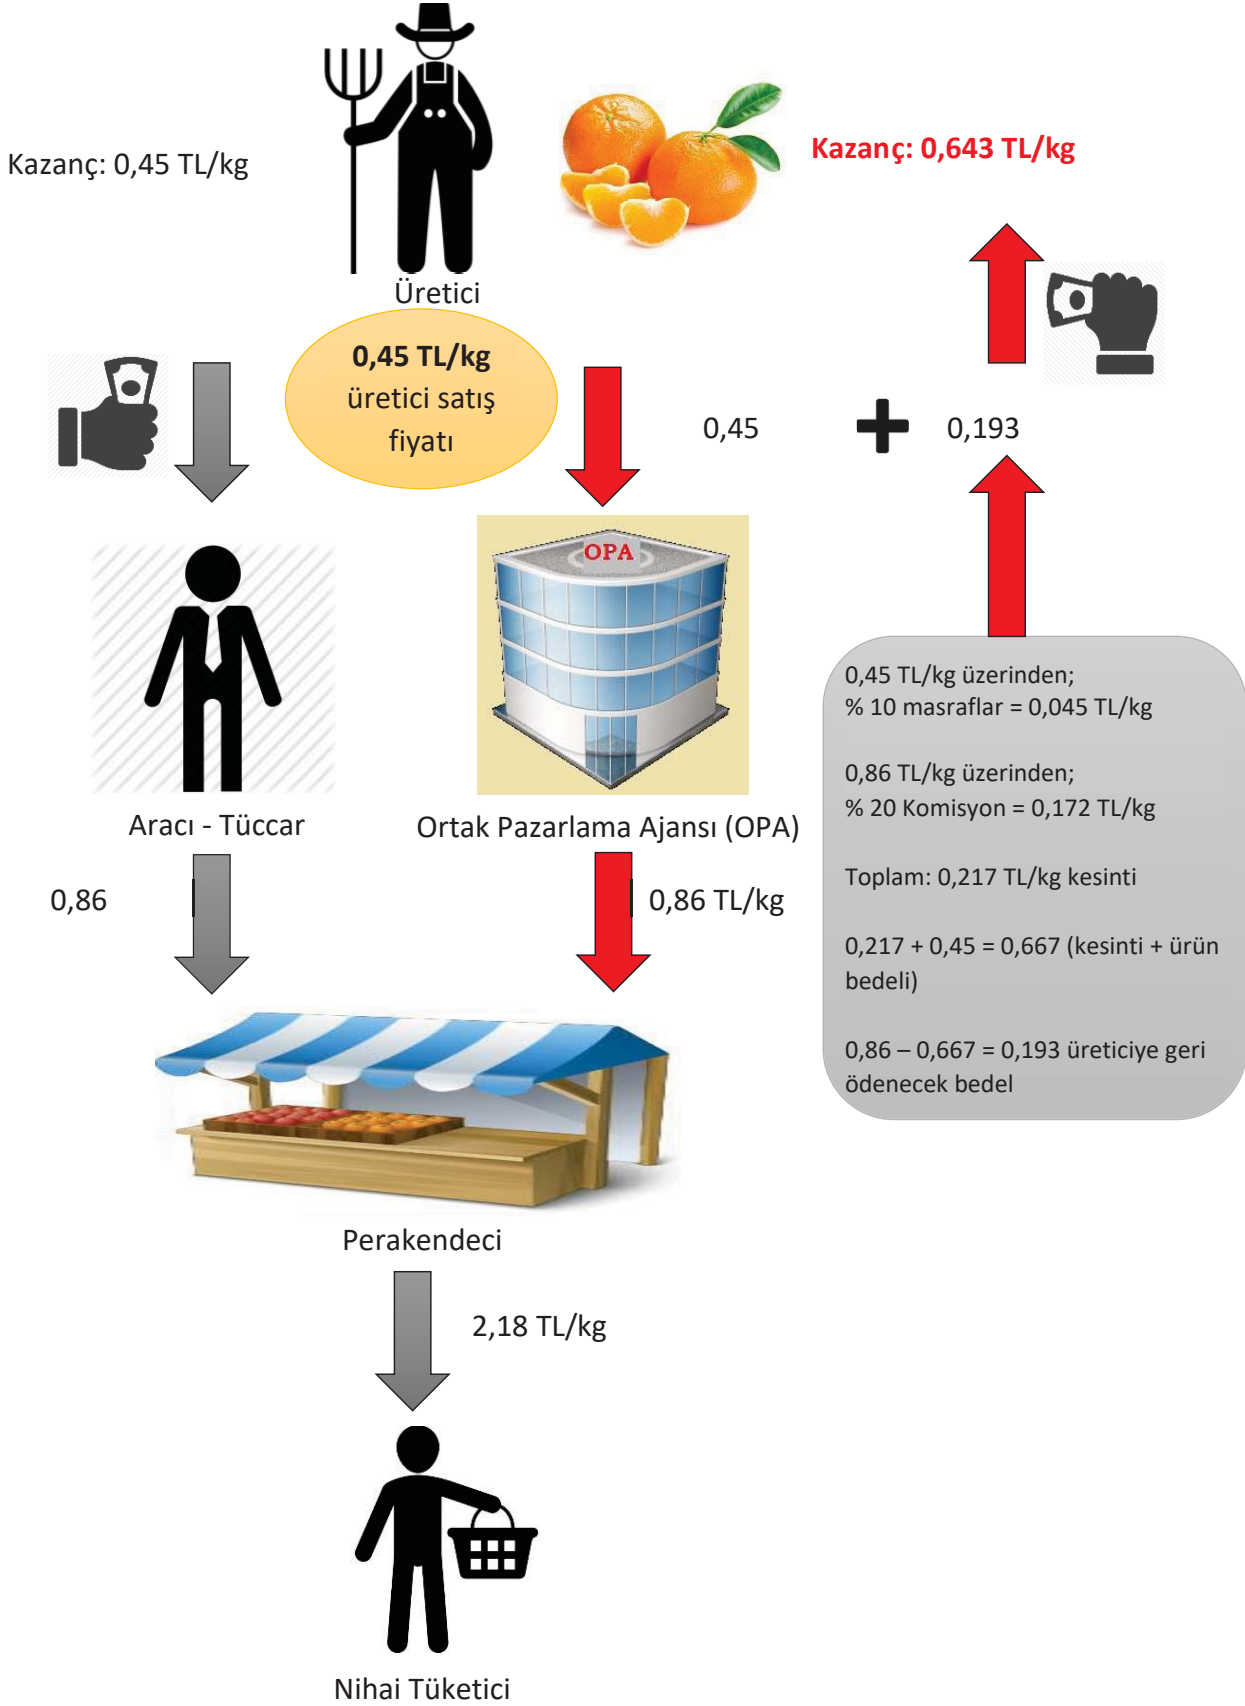 Kazanç: 0,45 TL/kg
Kazanç: 0,643 TL/kg
Üretici
0,45 TL/kg
üretici satış
fiyatı
0,45
0,193
OPA
Aracı - Tüccar
Ortak Pazarlama Ajansı (OPA)
0,86
0,86 TL/kg
0,45 TL/kg üzerinden;
% 10 masraflar = 0,045 TL/kg
0,86 TL/kg üzerinden;
% 20 Komisyon = 0,172 TL/kg
Toplam: 0,217 TL/kg kesinti
0,217 + 0,45 = 0,667 (kesinti + ürün
bedeli)
0,86 – 0,667 = 0,193 üreticiye geri
ödenecek bedel
Perakendeci
2,18 TL/kg
Nihai Tüketici